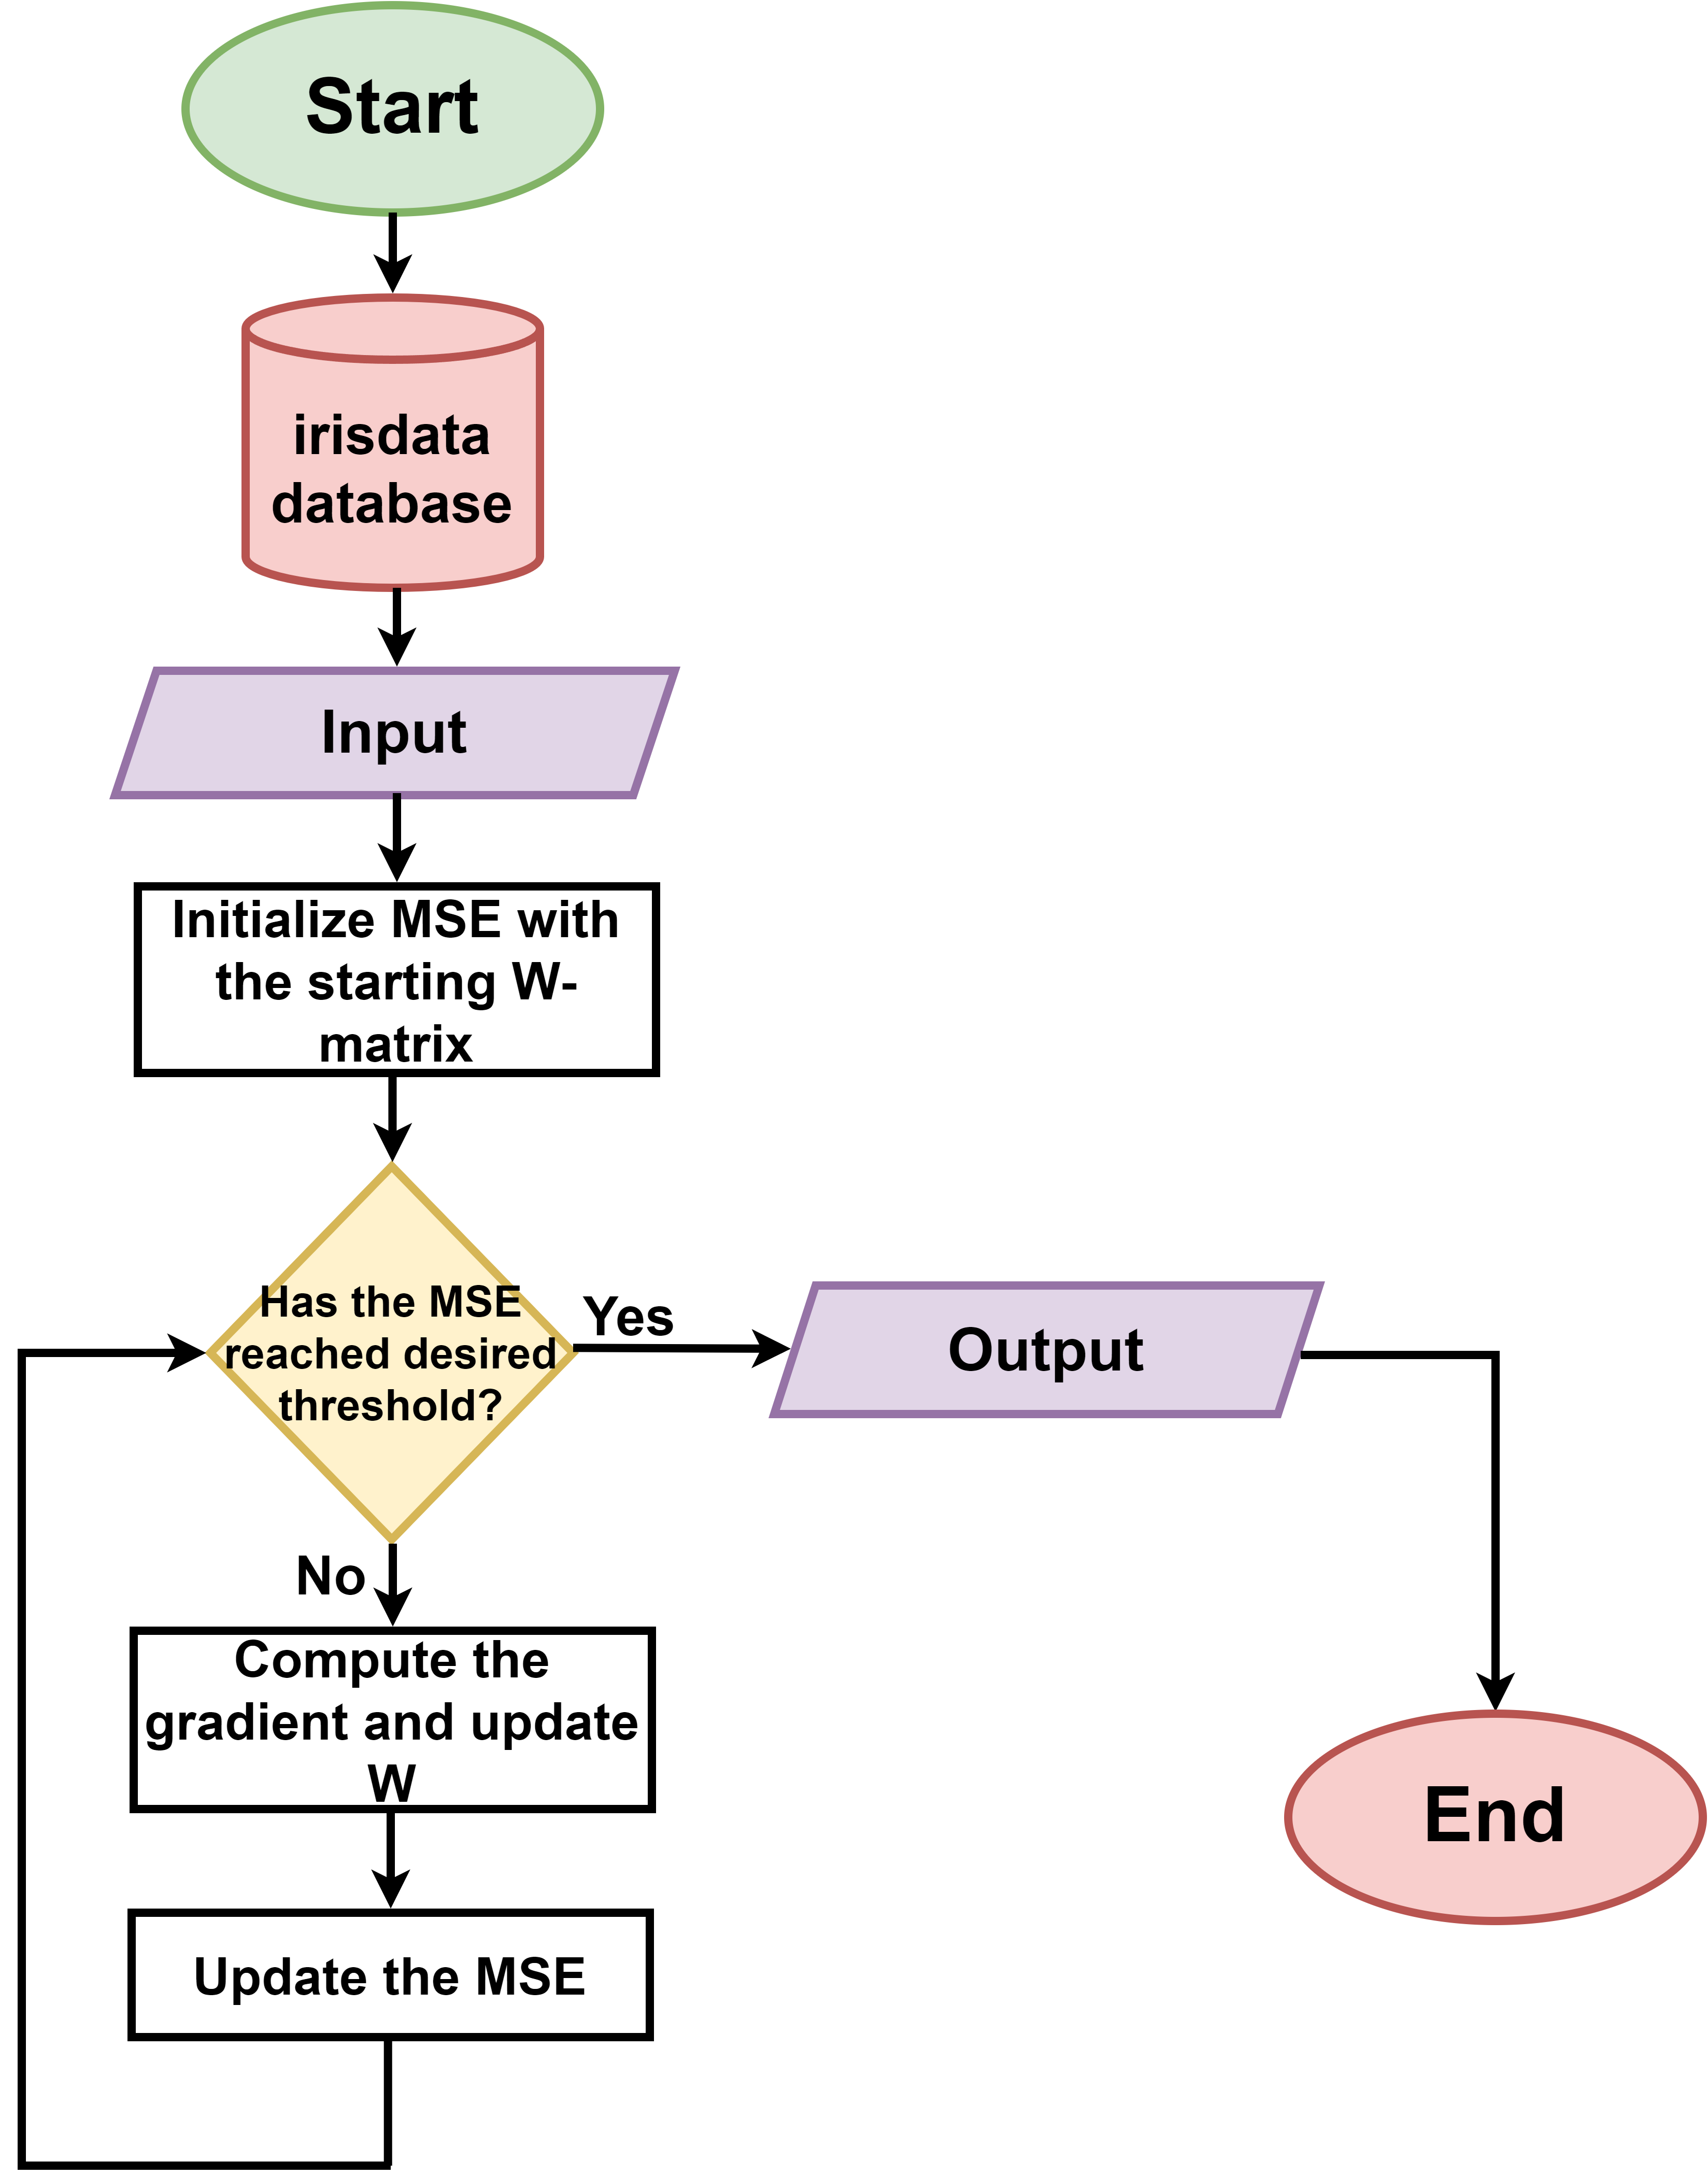 Start
irisdata
database
Input
Initialize MSE with
the starting W-
matrix
Has the MSE
reached desired
threshold?
Yes
Output
No
Compute the
gradient and update
W
End
Update the MSE